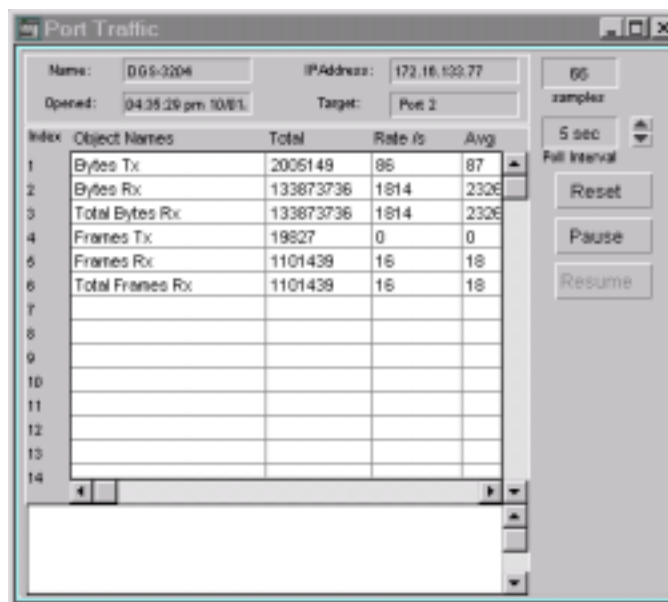 Port Traffic
Name: DGS-3204 IP Address: 172.16.133.77 66
samples
Opened: 04:35:29 pm 10/01. Target: Port 2
Index Object Names Total Rate /s Avg 5 sec
Poll Interval
1 Bytes Tx 2005149 86 87
2 Bytes Rx 133873736 1814 2326
Reset
3 Total Bytes Rx 133873736 1814 2326
4 Frames Tx 19827 0 0
Pause
5 Frames Rx 1101439 16 18
6 Total Frames Rx 1101439 16 18
Resume
7
8
9
10
11
12
13
14